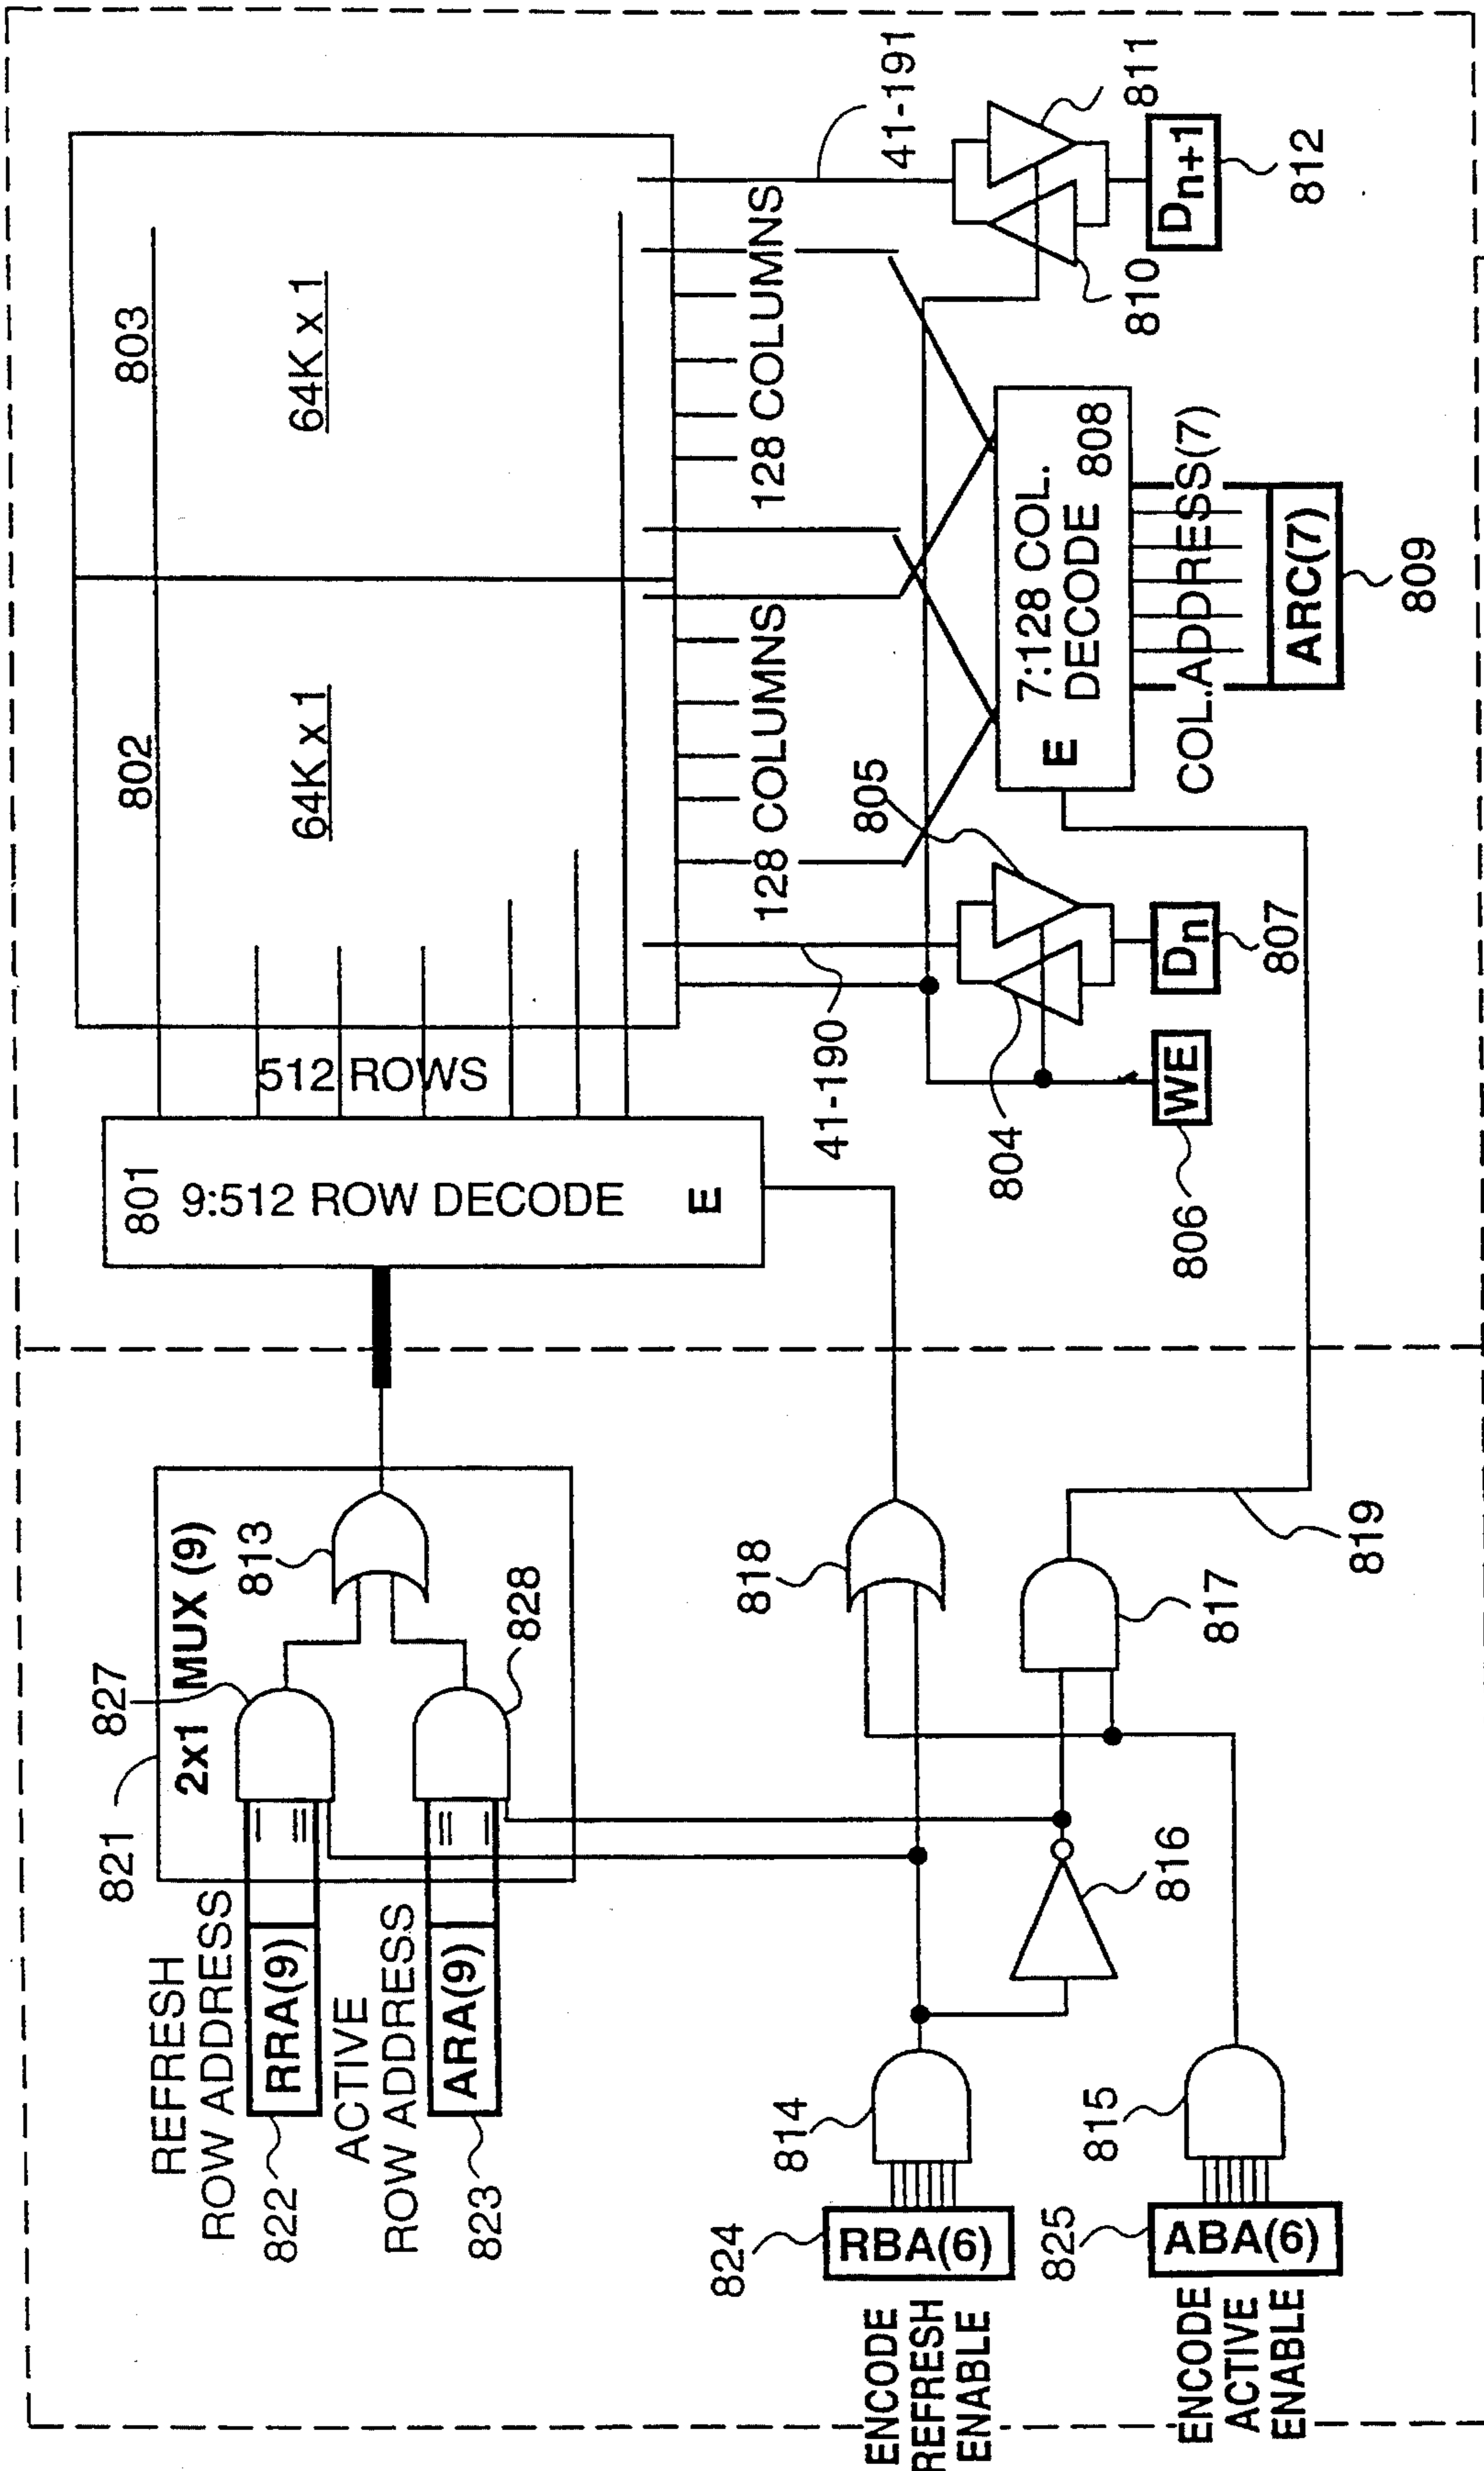 REFRESH
ROW ADDRESS
RRA(9)
822
ACTIVE
ROW ADDRESS
ARA(9)
823
821
827
2x1 MUX (9)
813
828
801
9:512 ROW DECODE
E
512 ROWS
802
64K x 1
803
64K x 1
128 COLUMNS
128 COLUMNS
41-190
41-191
824
RBA(6)
ENCODE
REFRESH
ENABLE
814
825
ABA(6)
ENCODE
ACTIVE
ENABLE
815
816
818
817
819
804
805
WE
806
Dn
807
E
7:128 COL.
DECODE 808
COL.ADDRESS(7)
ARC(7)
809
810
811
Dn+1
812